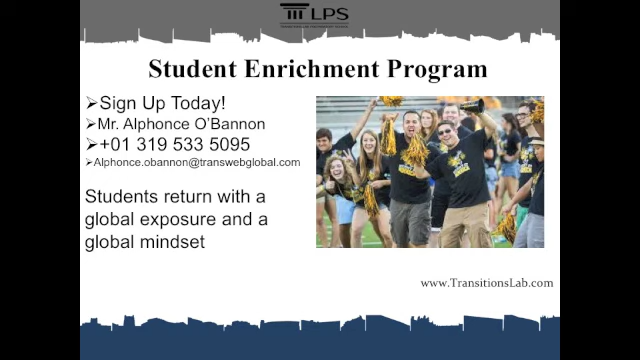 LPS
Student Enrichment Program
➢Sign Up Today!
➢Mr. Alphonce O'Bannon
➢+01 319 533 5095
➢Alphonce.obannon@transwebglobal.com
Students return with a
global exposure and a
global mindset
www.TransitionsLab.com